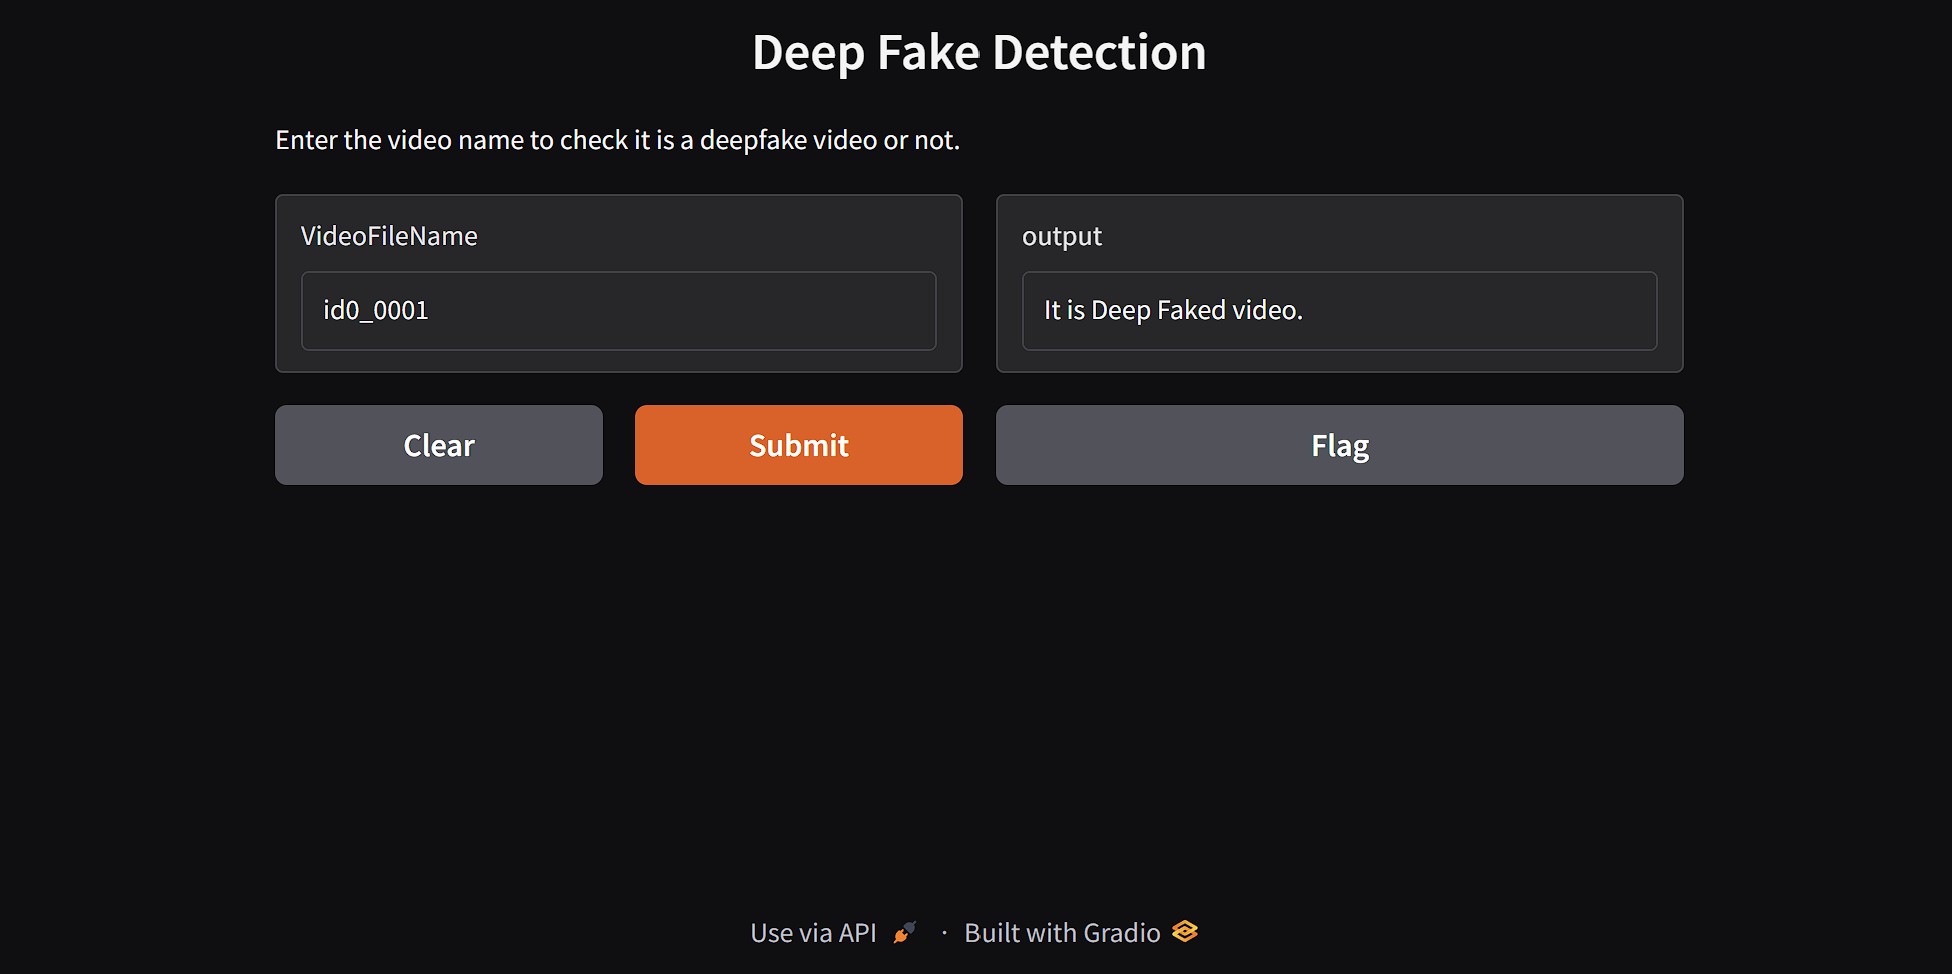 Deep Fake Detection
Enter the video name to check it is a deepfake video or not.
VideoFileName
id0_0001
output
It is Deep Faked video.
Clear
Submit
Flag
Use via API · Built with Gradio